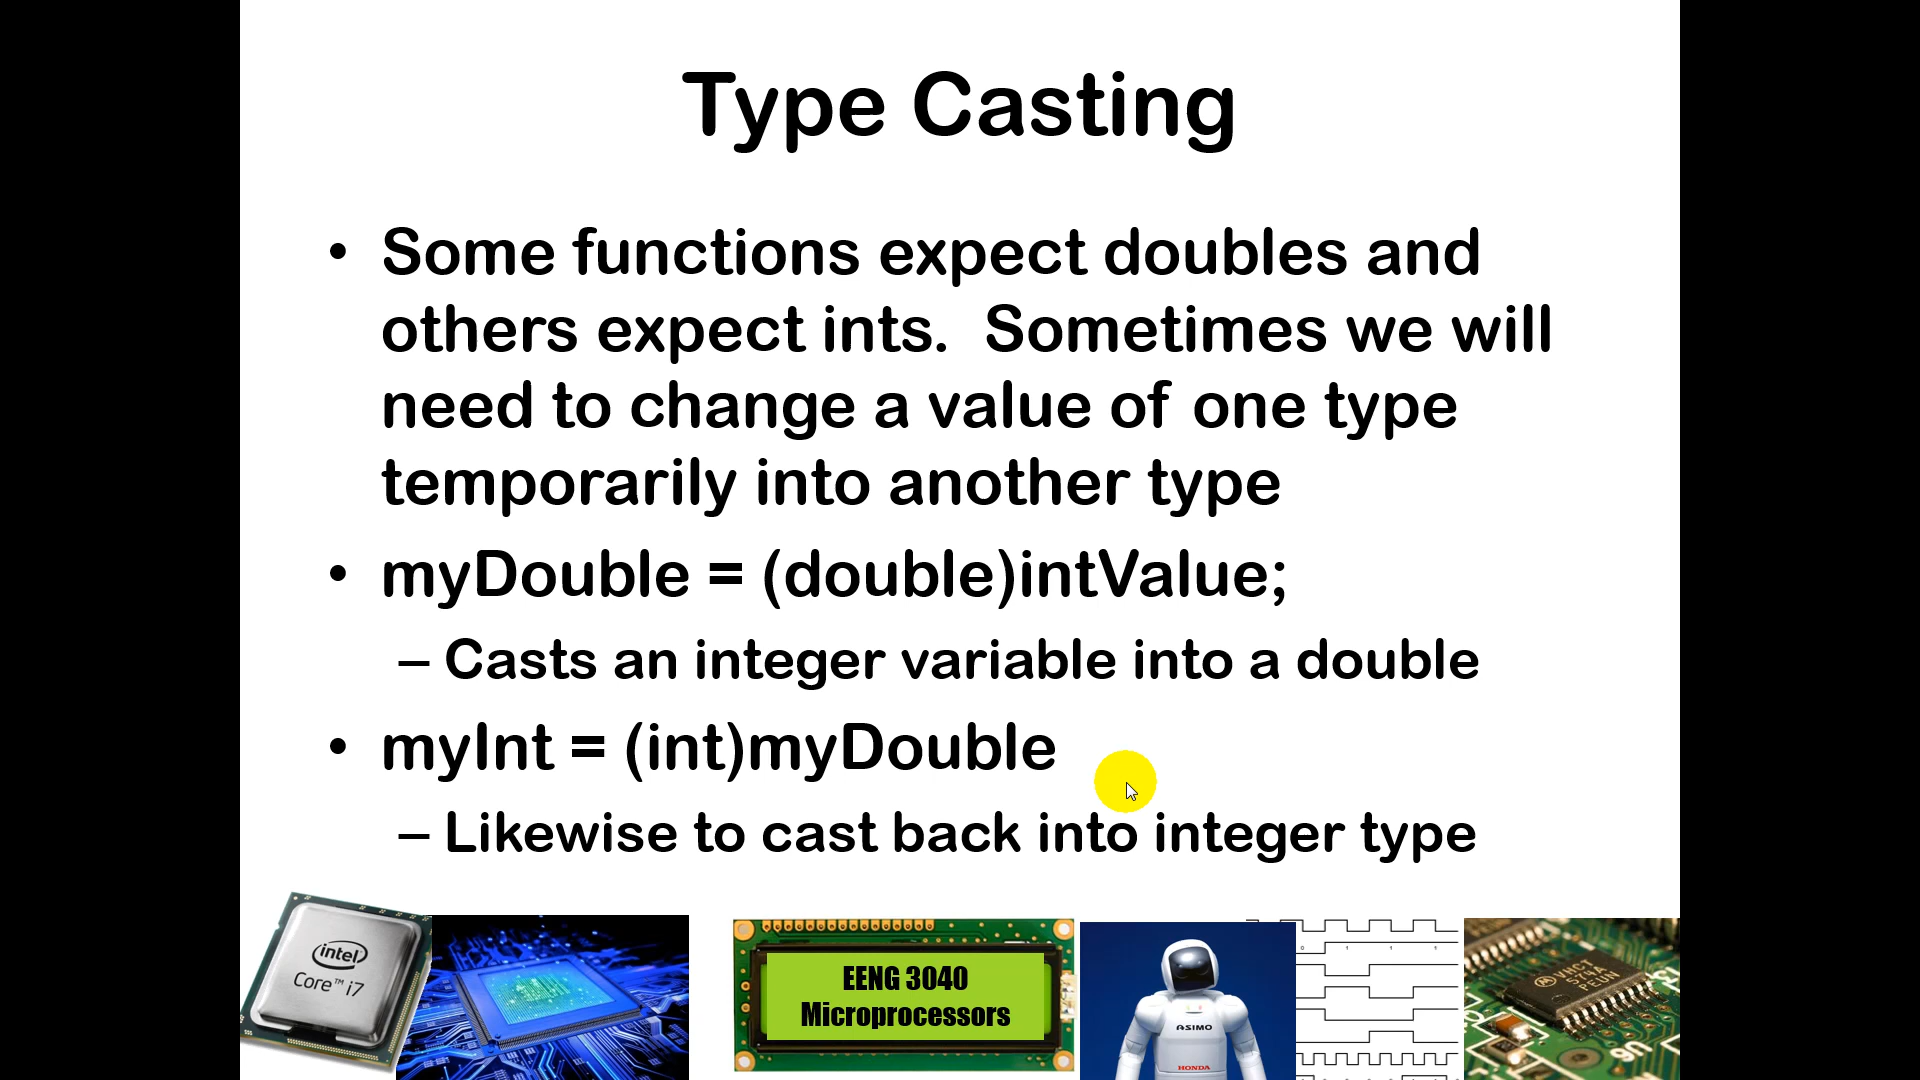 Type Casting
• Some functions expect doubles and
others expect ints.  Sometimes we will
need to change a value of one type
temporarily into another type
• myDouble = (double)intValue;
– Casts an integer variable into a double
• myInt = (int)myDouble
– Likewise to cast back into integer type
intel
Core™ i7
EENG 3040
Microprocessors
ASIMO
HONDA